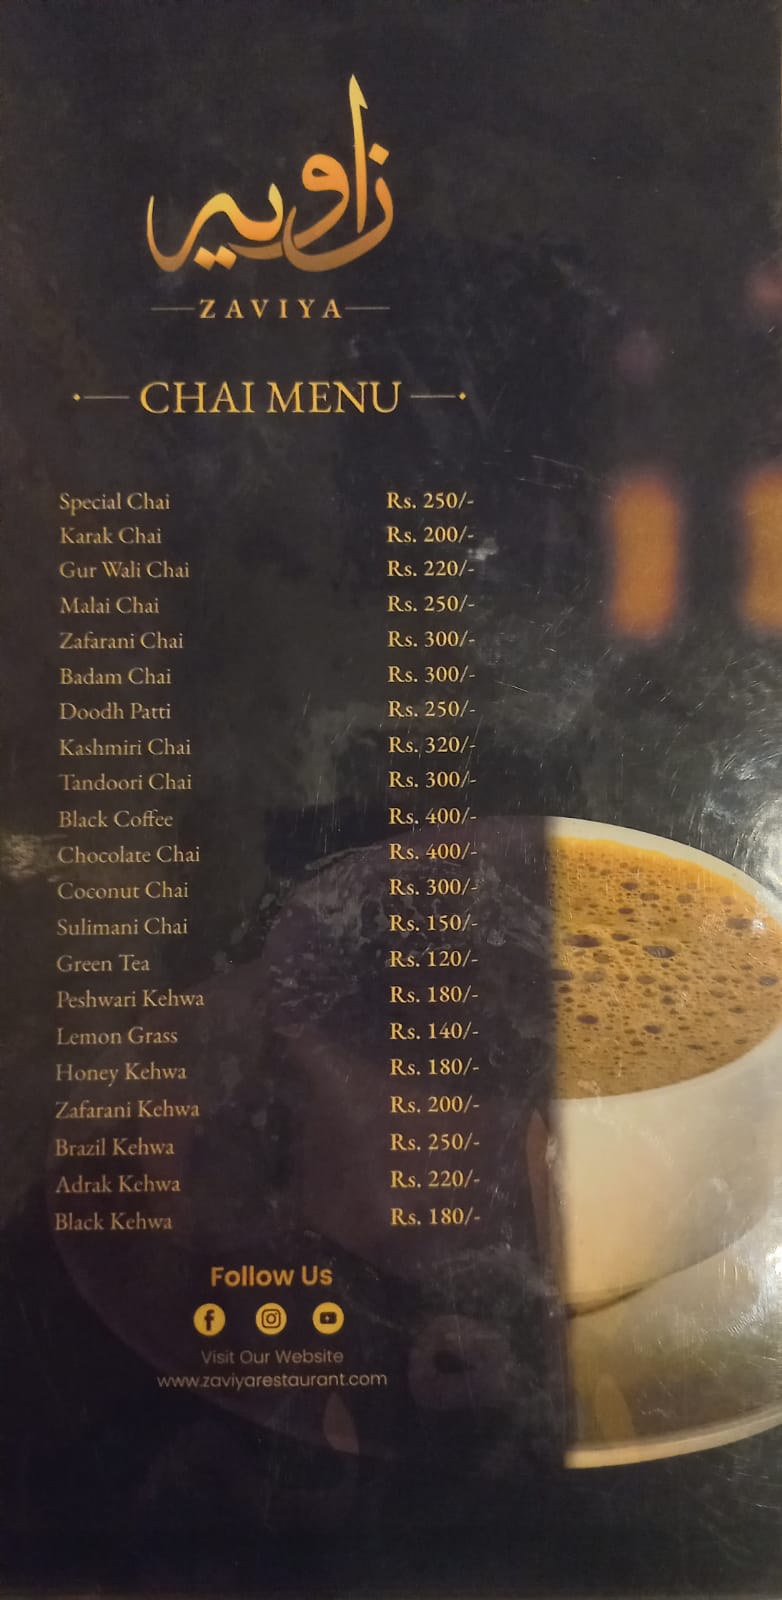 زاويہ
ZAVIYA
CHAI MENU
Special Chai Rs. 250/-
Karak Chai Rs. 200/-
Gur Wali Chai Rs. 220/-
Malai Chai Rs. 250/-
Zafarani Chai Rs. 300/-
Badam Chai Rs. 300/-
Doodh Patti Rs. 250/-
Kashmiri Chai Rs. 320/-
Tandoori Chai Rs. 300/-
Black Coffee Rs. 400/-
Chocolate Chai Rs. 400/-
Coconut Chai Rs. 300/-
Sulimani Chai Rs. 150/-
Green Tea Rs. 120/-
Peshwari Kehwa Rs. 180/-
Lemon Grass Rs. 140/-
Honey Kehwa Rs. 180/-
Zafarani Kehwa Rs. 200/-
Brazil Kehwa Rs. 250/-
Adrak Kehwa Rs. 220/-
Black Kehwa Rs. 180/-
Follow Us
Visit Our Website
www.zaviyarestaurant.com